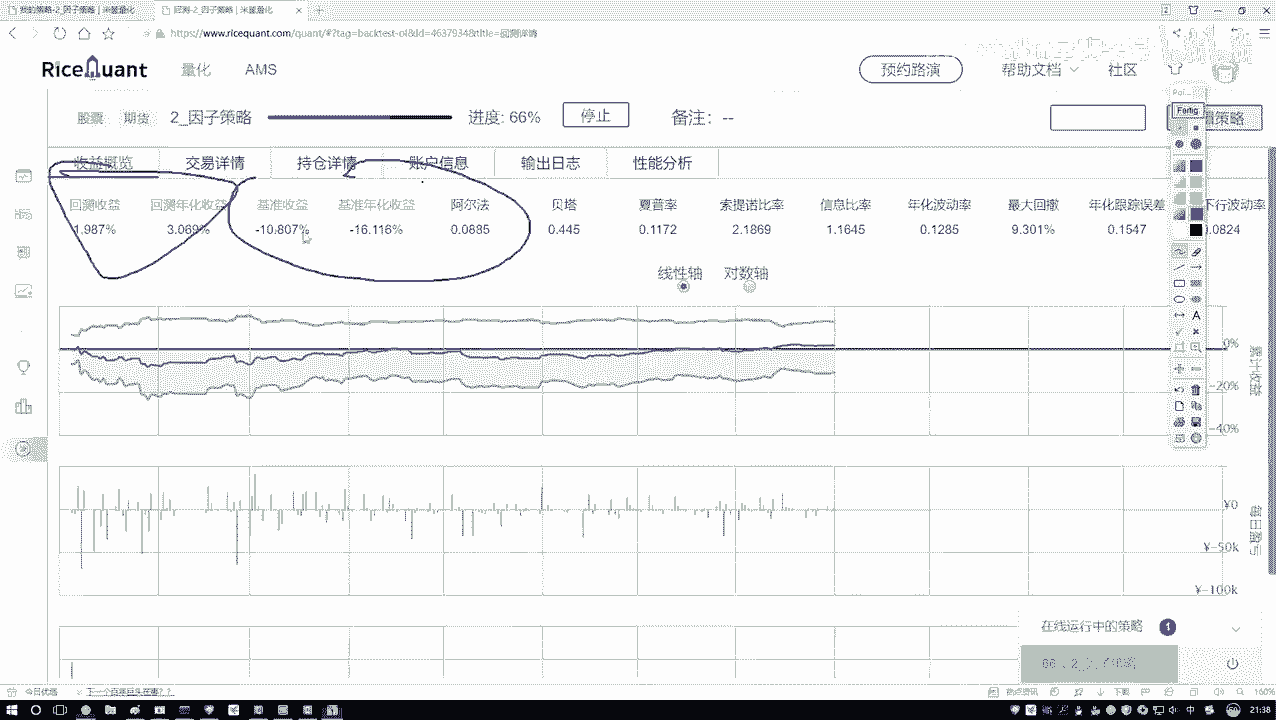 我的策略-2_因子策略 | 米筐量化
回测-2_因子策略 | 米筐量化
https://www.ricequant.com/quant/#?tag=backtest-ol&id=4637934&title=回测详情
RiceQuant
量化
AMS
预约路演
帮助文档
社区
股票
期货
2_因子策略
进度: 66%
停止
备注: --
策略
收益概览
交易详情
持仓详情
账户信息
输出日志
性能分析
回测收益 回测年化收益 基准收益 基准年化收益 阿尔法 贝塔 夏普率 索提诺比率 信息比率 年化波动率 最大回撤 年化跟踪误差 下行波动率
1.987% 3.069% -10.807% -16.116% 0.0885 0.445 0.1172 2.1869 1.1645 0.1285 9.301% 0.1547 0.0824
线性轴 对数轴
0%
-20%
-40%
累计收益
¥0
¥-50k
¥-100k
每日盈亏
在线运行中的策略 1
今日优选
下载
160%
中
21:38